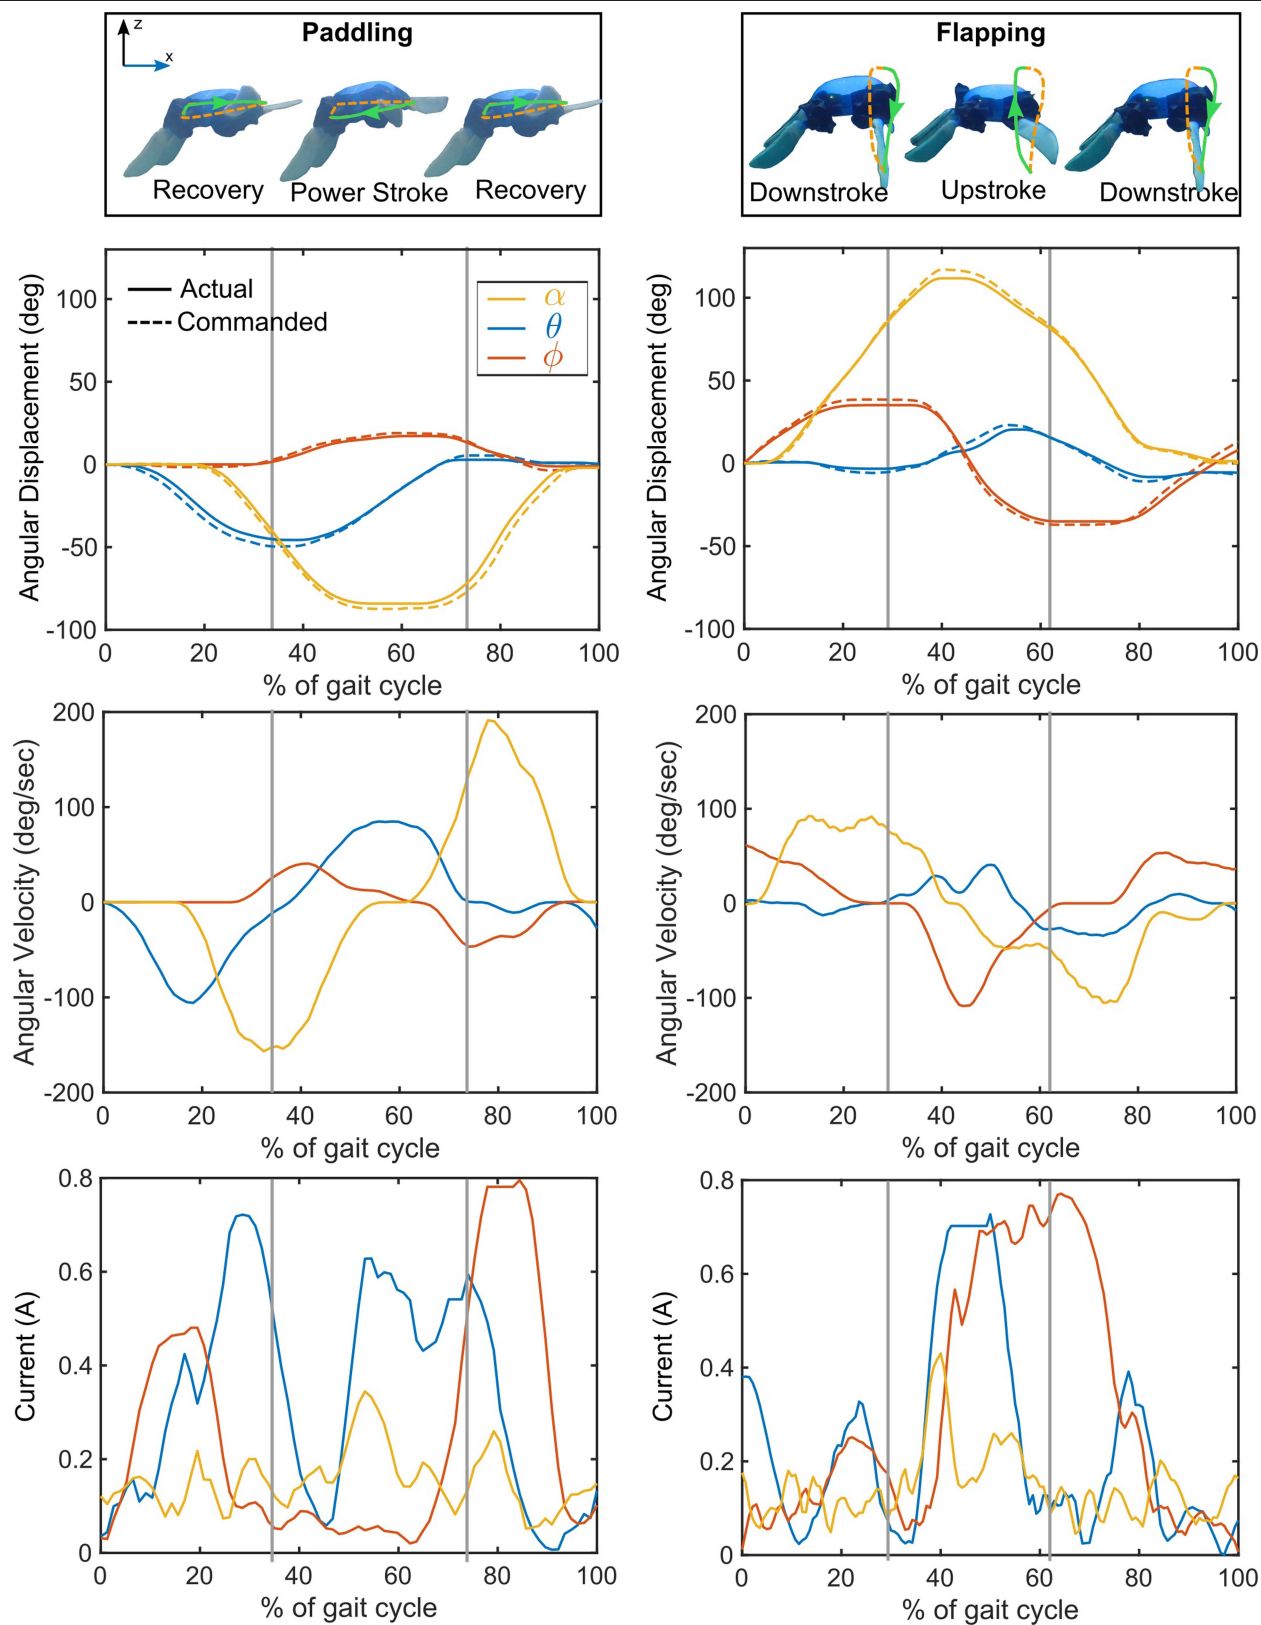 Paddling
z
x
Recovery
Power Stroke
Recovery
Flapping
Downstroke
Upstroke
Downstroke
Angular Displacement (deg)
100
50
0
-50
-100
Actual
Commanded
α
θ
ϕ
0 20 40 60 80 100
% of gait cycle
Angular Displacement (deg)
100
50
0
-50
-100
0 20 40 60 80 100
% of gait cycle
Angular Velocity (deg/sec)
200
100
0
-100
-200
0 20 40 60 80 100
% of gait cycle
Angular Velocity (deg/sec)
200
100
0
-100
-200
0 20 40 60 80 100
% of gait cycle
Current (A)
0.8
0.6
0.4
0.2
0
0 20 40 60 80 100
% of gait cycle
Current (A)
0.8
0.6
0.4
0.2
0
0 20 40 60 80 100
% of gait cycle